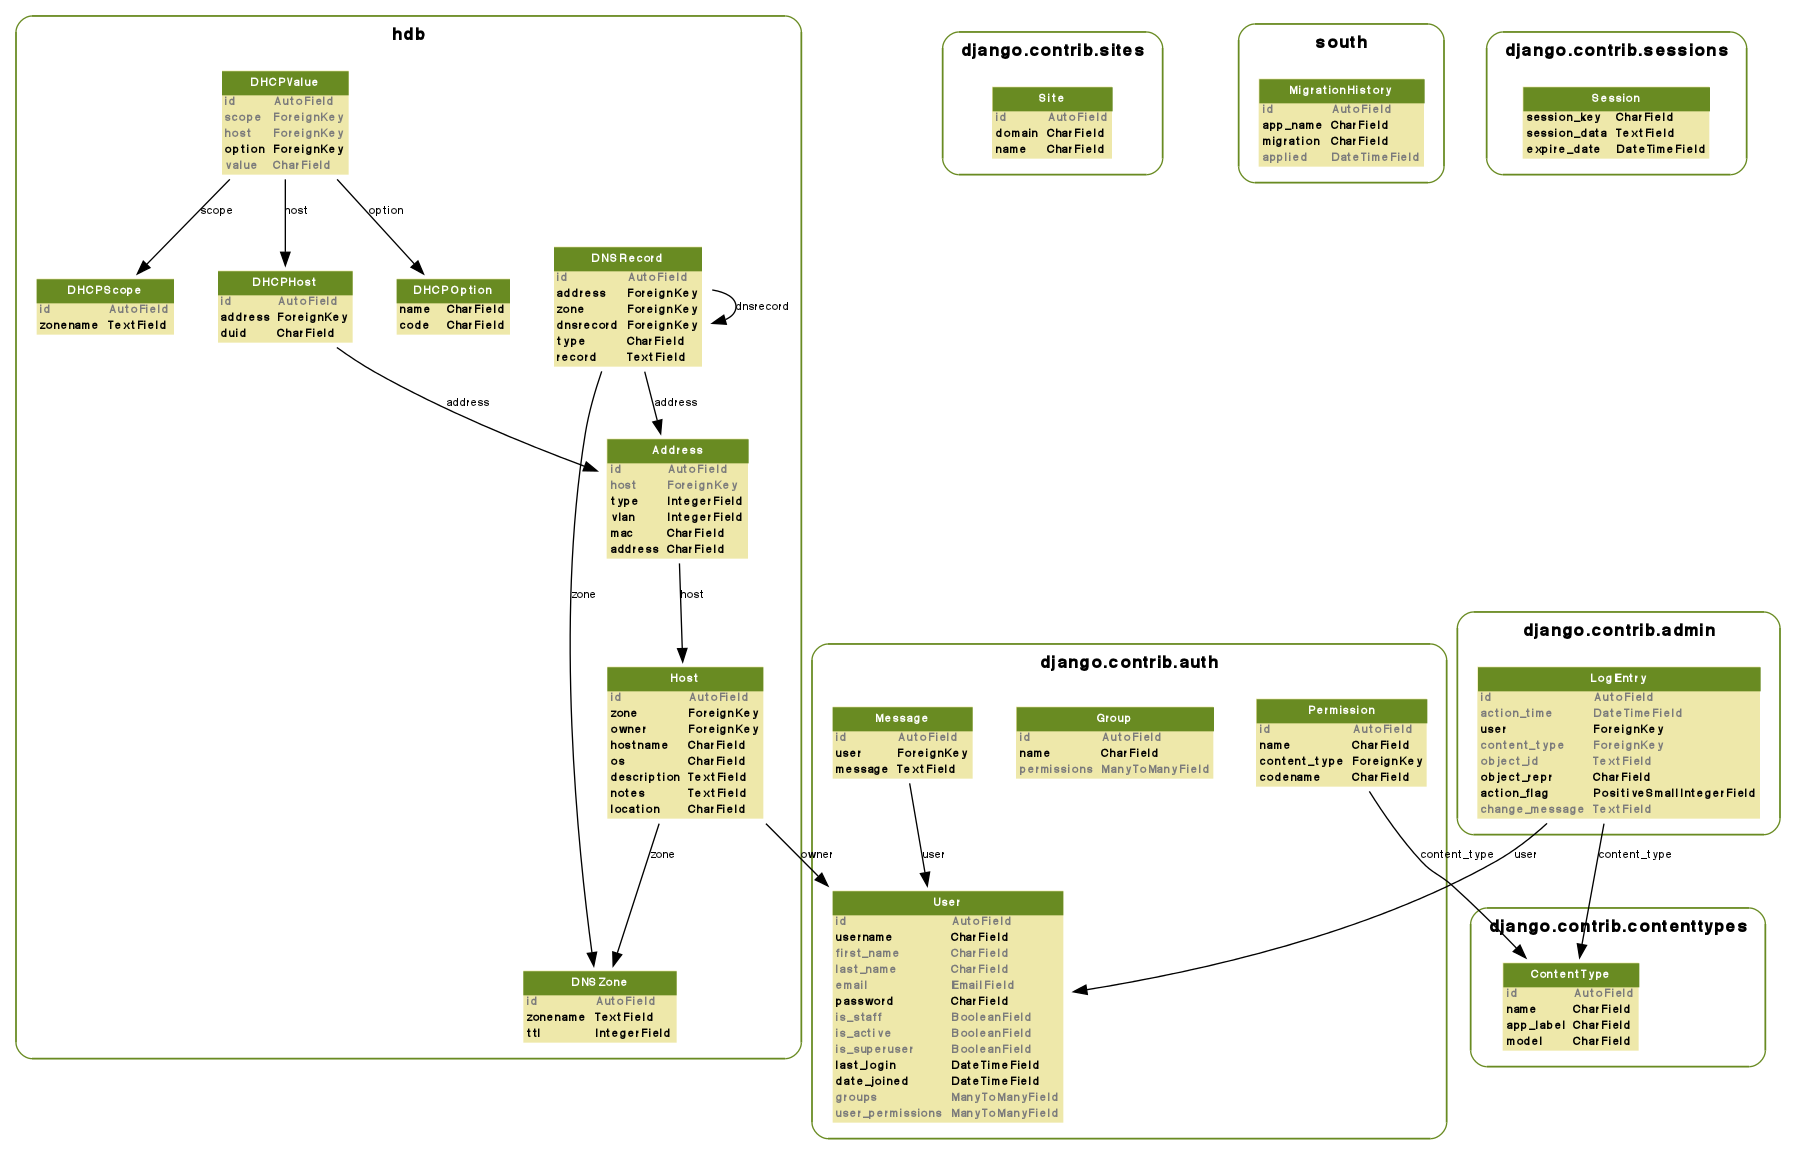 hdb
DHCPValue
id AutoField
scope ForeignKey
host ForeignKey
option ForeignKey
value CharField
scope
host
option
DHCPScope
id AutoField
zonename TextField
DHCPHost
id AutoField
address ForeignKey
duid CharField
DHCPOption
name CharField
code CharField
DNSRecord
id AutoField
address ForeignKey
zone ForeignKey
dnsrecord ForeignKey
type CharField
record TextField
dnsrecord
address
address
Address
id AutoField
host ForeignKey
type IntegerField
vlan IntegerField
mac CharField
address CharField
zone
host
Host
id AutoField
zone ForeignKey
owner ForeignKey
hostname CharField
os CharField
description TextField
notes TextField
location CharField
zone
owner
DNSZone
id AutoField
zonename TextField
ttl IntegerField
django.contrib.sites
Site
id AutoField
domain CharField
name CharField
south
MigrationHistory
id AutoField
app_name CharField
migration CharField
applied DateTimeField
django.contrib.sessions
Session
session_key CharField
session_data TextField
expire_date DateTimeField
django.contrib.auth
Message
id AutoField
user ForeignKey
message TextField
Group
id AutoField
name CharField
permissions ManyToManyField
Permission
id AutoField
name CharField
content_type ForeignKey
codename CharField
user
content_type
User
id AutoField
username CharField
first_name CharField
last_name CharField
email EmailField
password CharField
is_staff BooleanField
is_active BooleanField
is_superuser BooleanField
last_login DateTimeField
date_joined DateTimeField
groups ManyToManyField
user_permissions ManyToManyField
django.contrib.admin
LogEntry
id AutoField
action_time DateTimeField
user ForeignKey
content_type ForeignKey
object_id TextField
object_repr CharField
action_flag PositiveSmallIntegerField
change_message TextField
user
content_type
django.contrib.contenttypes
ContentType
id AutoField
name CharField
app_label CharField
model CharField